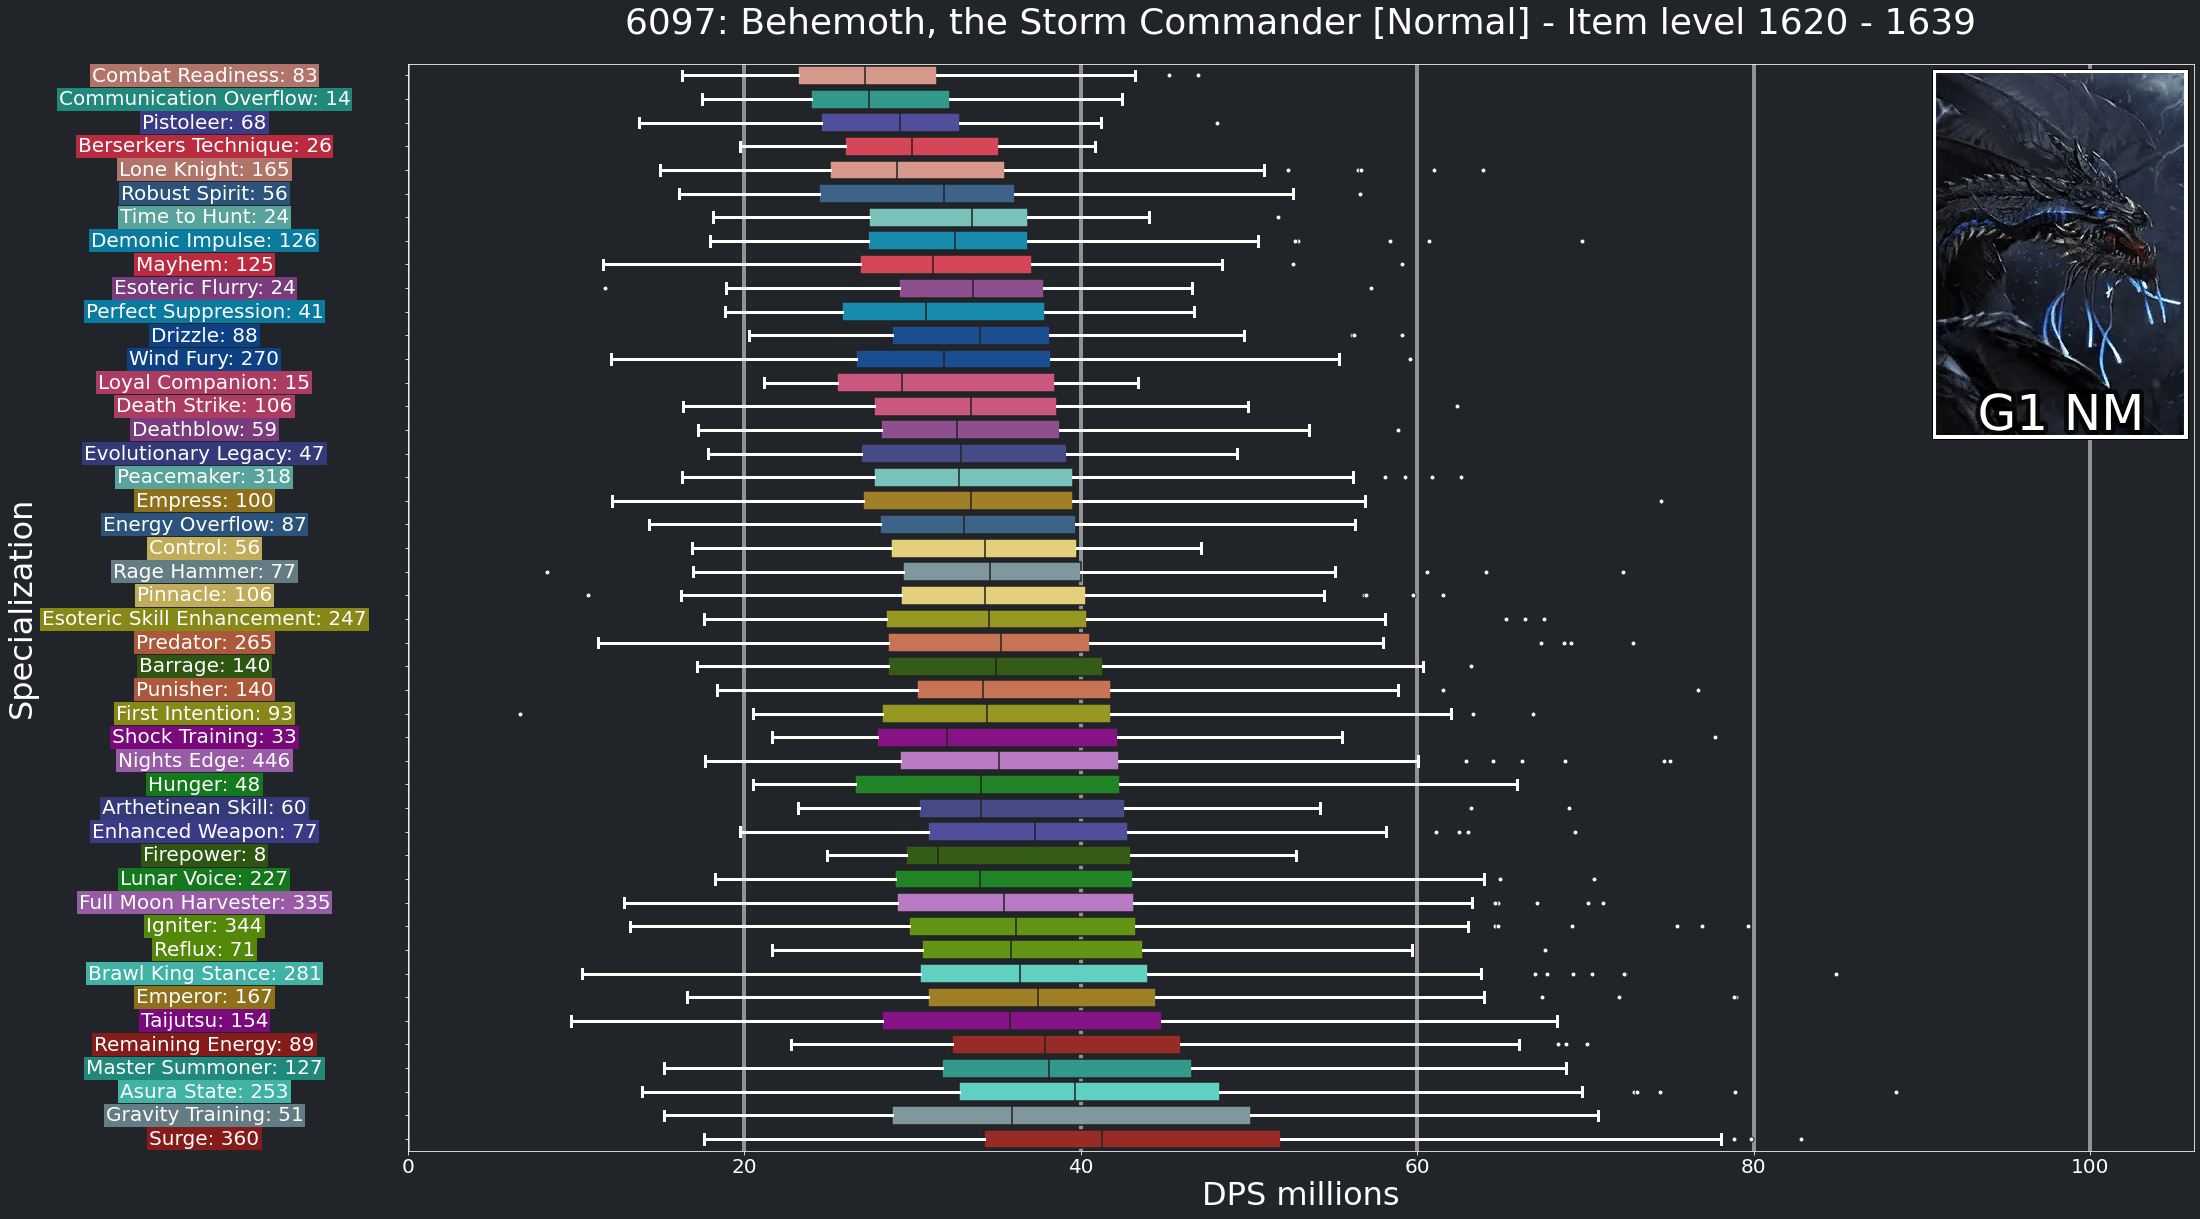 6097: Behemoth, the Storm Commander [Normal] - Item level 1620 - 1639
Combat Readiness: 83
Communication Overflow: 14
Pistoleer: 68
Berserkers Technique: 26
Lone Knight: 165
Robust Spirit: 56
Time to Hunt: 24
Demonic Impulse: 126
Mayhem: 125
Esoteric Flurry: 24
Perfect Suppression: 41
Drizzle: 88
Wind Fury: 270
Loyal Companion: 15
Death Strike: 106
Deathblow: 59
Evolutionary Legacy: 47
Peacemaker: 318
Empress: 100
Energy Overflow: 87
Control: 56
Rage Hammer: 77
Pinnacle: 106
Esoteric Skill Enhancement: 247
Predator: 265
Barrage: 140
Punisher: 140
First Intention: 93
Shock Training: 33
Nights Edge: 446
Hunger: 48
Arthetinean Skill: 60
Enhanced Weapon: 77
Firepower: 8
Lunar Voice: 227
Full Moon Harvester: 335
Igniter: 344
Reflux: 71
Brawl King Stance: 281
Emperor: 167
Taijutsu: 154
Remaining Energy: 89
Master Summoner: 127
Asura State: 253
Gravity Training: 51
Surge: 360
Specialization
G1 NM
0 20 40 60 80 100
DPS millions